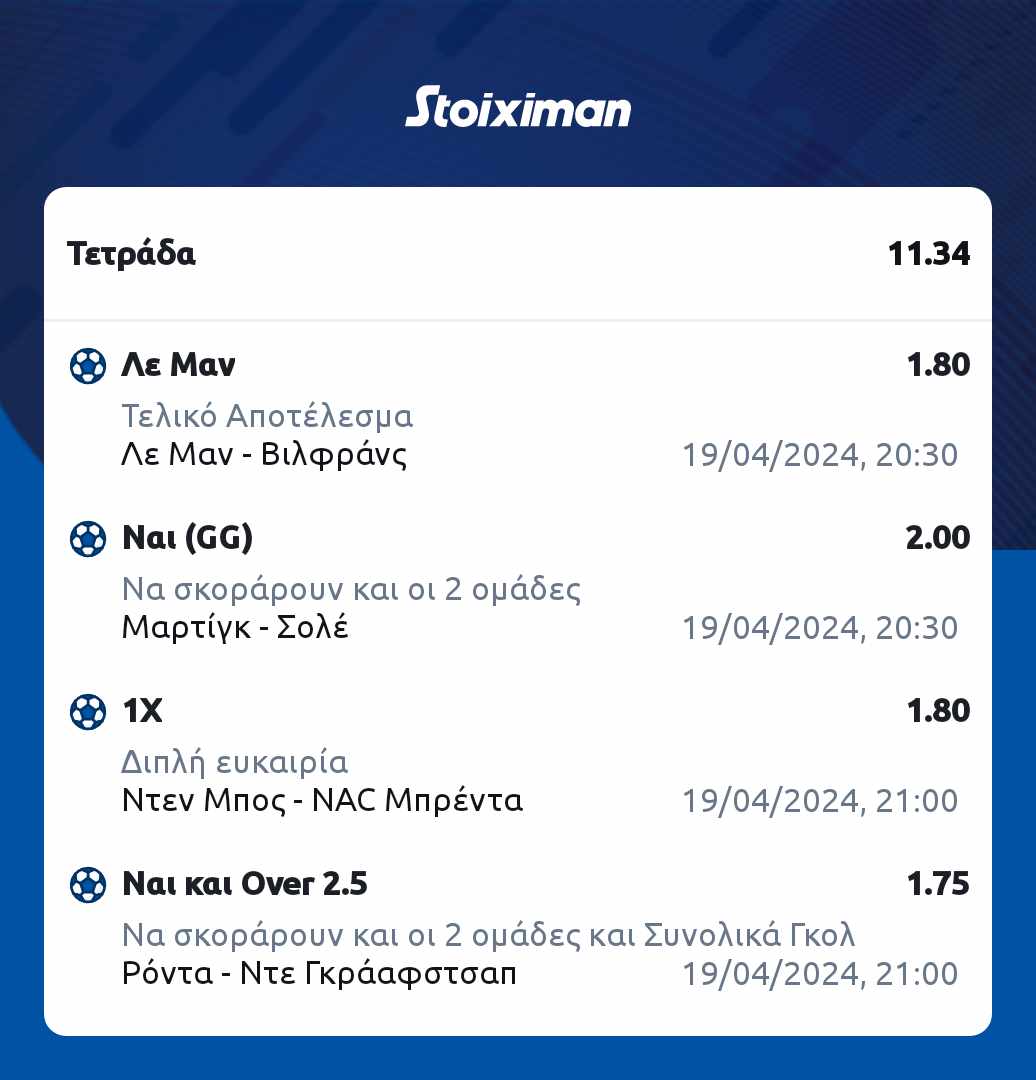 Stoiximan
Τετράδα 11.34
Λε Μαν 1.80
Τελικό Αποτέλεσμα
Λε Μαν - Βιλφράνς 19/04/2024, 20:30
Ναι (GG) 2.00
Να σκοράρουν και οι 2 ομάδες
Μαρτίγκ - Σολέ 19/04/2024, 20:30
1X 1.80
Διπλή ευκαιρία
Ντεν Μπος - NAC Μπρέντα 19/04/2024, 21:00
Ναι και Over 2.5 1.75
Να σκοράρουν και οι 2 ομάδες και Συνολικά Γκολ
Ρόντα - Ντε Γκράαφστσαπ 19/04/2024, 21:00